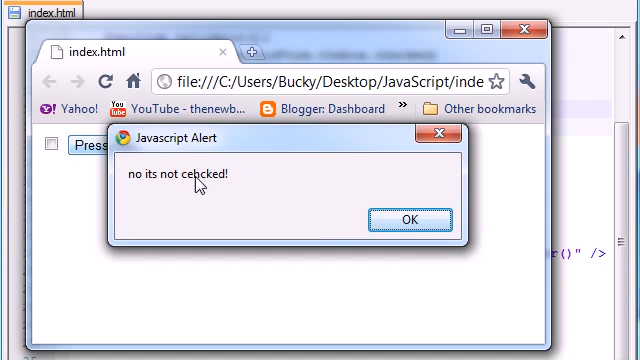 index.html
index.html
file:///C:/Users/Bucky/Desktop/JavaScript/inde
Yahoo! YouTube - thenewb... Blogger: Dashboard » Other bookmarks
Javascript Alert
Press
no its not cehcked!
OK
r()" />